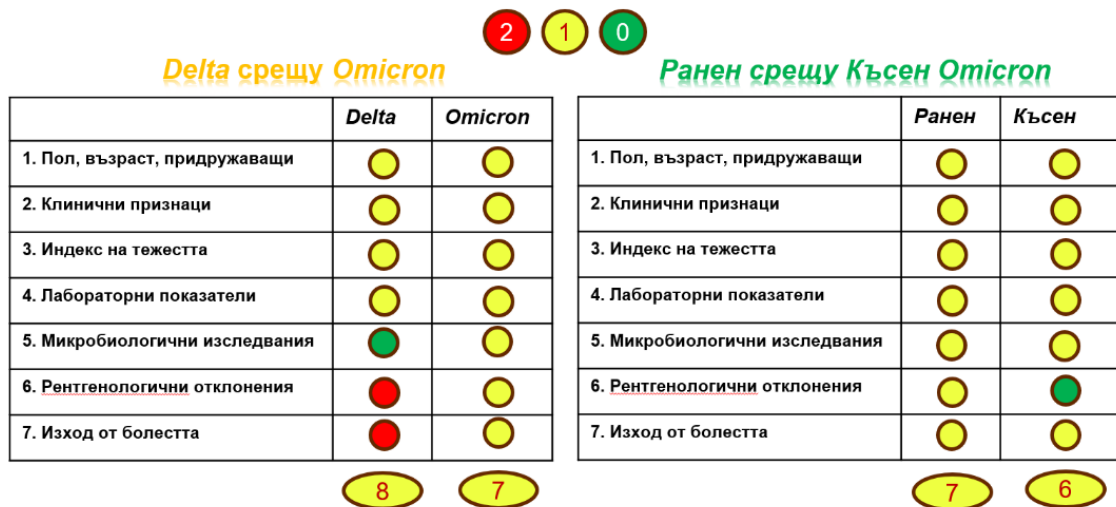 2 1 0
Delta срещу Omicron
Delta Omicron
1. Пол, възраст, придружаващи
2. Клинични признаци
3. Индекс на тежестта
4. Лабораторни показатели
5. Микробиологични изследвания
6. Рентгенологични отклонения
7. Изход от болестта
8 7
Ранен срещу Късен Omicron
Ранен Късен
1. Пол, възраст, придружаващи
2. Клинични признаци
3. Индекс на тежестта
4. Лабораторни показатели
5. Микробиологични изследвания
6. Рентгенологични отклонения
7. Изход от болестта
7 6